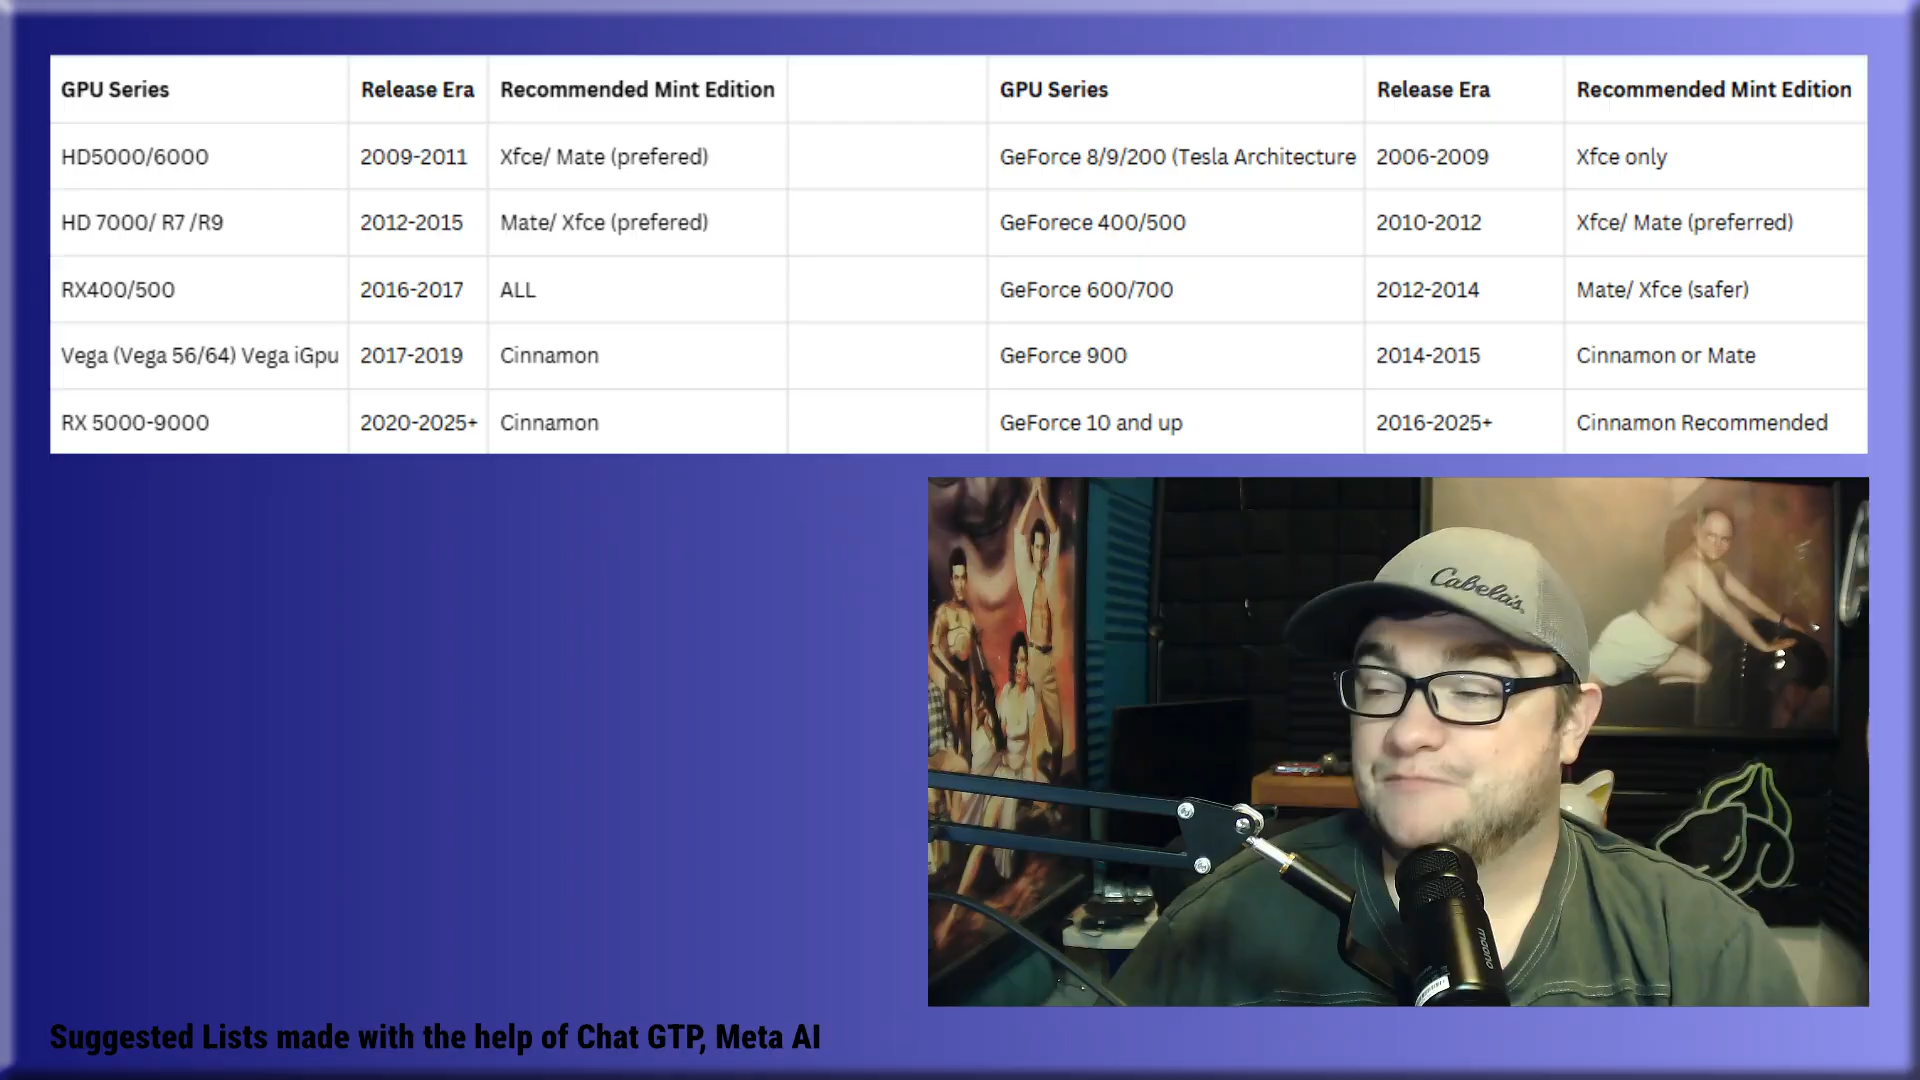 GPU Series Release Era Recommended Mint Edition GPU Series Release Era Recommended Mint Edition
HD5000/6000 2009-2011 Xfce/ Mate (prefered) GeForce 8/9/200 (Tesla Architecture 2006-2009 Xfce only
HD 7000/ R7 /R9 2012-2015 Mate/ Xfce (prefered) GeForece 400/500 2010-2012 Xfce/ Mate (preferred)
RX400/500 2016-2017 ALL GeForce 600/700 2012-2014 Mate/ Xfce (safer)
Vega (Vega 56/64) Vega iGpu 2017-2019 Cinnamon GeForce 900 2014-2015 Cinnamon or Mate
RX 5000-9000 2020-2025+ Cinnamon GeForce 10 and up 2016-2025+ Cinnamon Recommended
Cabela's
maono
Suggested Lists made with the help of Chat GTP, Meta AI